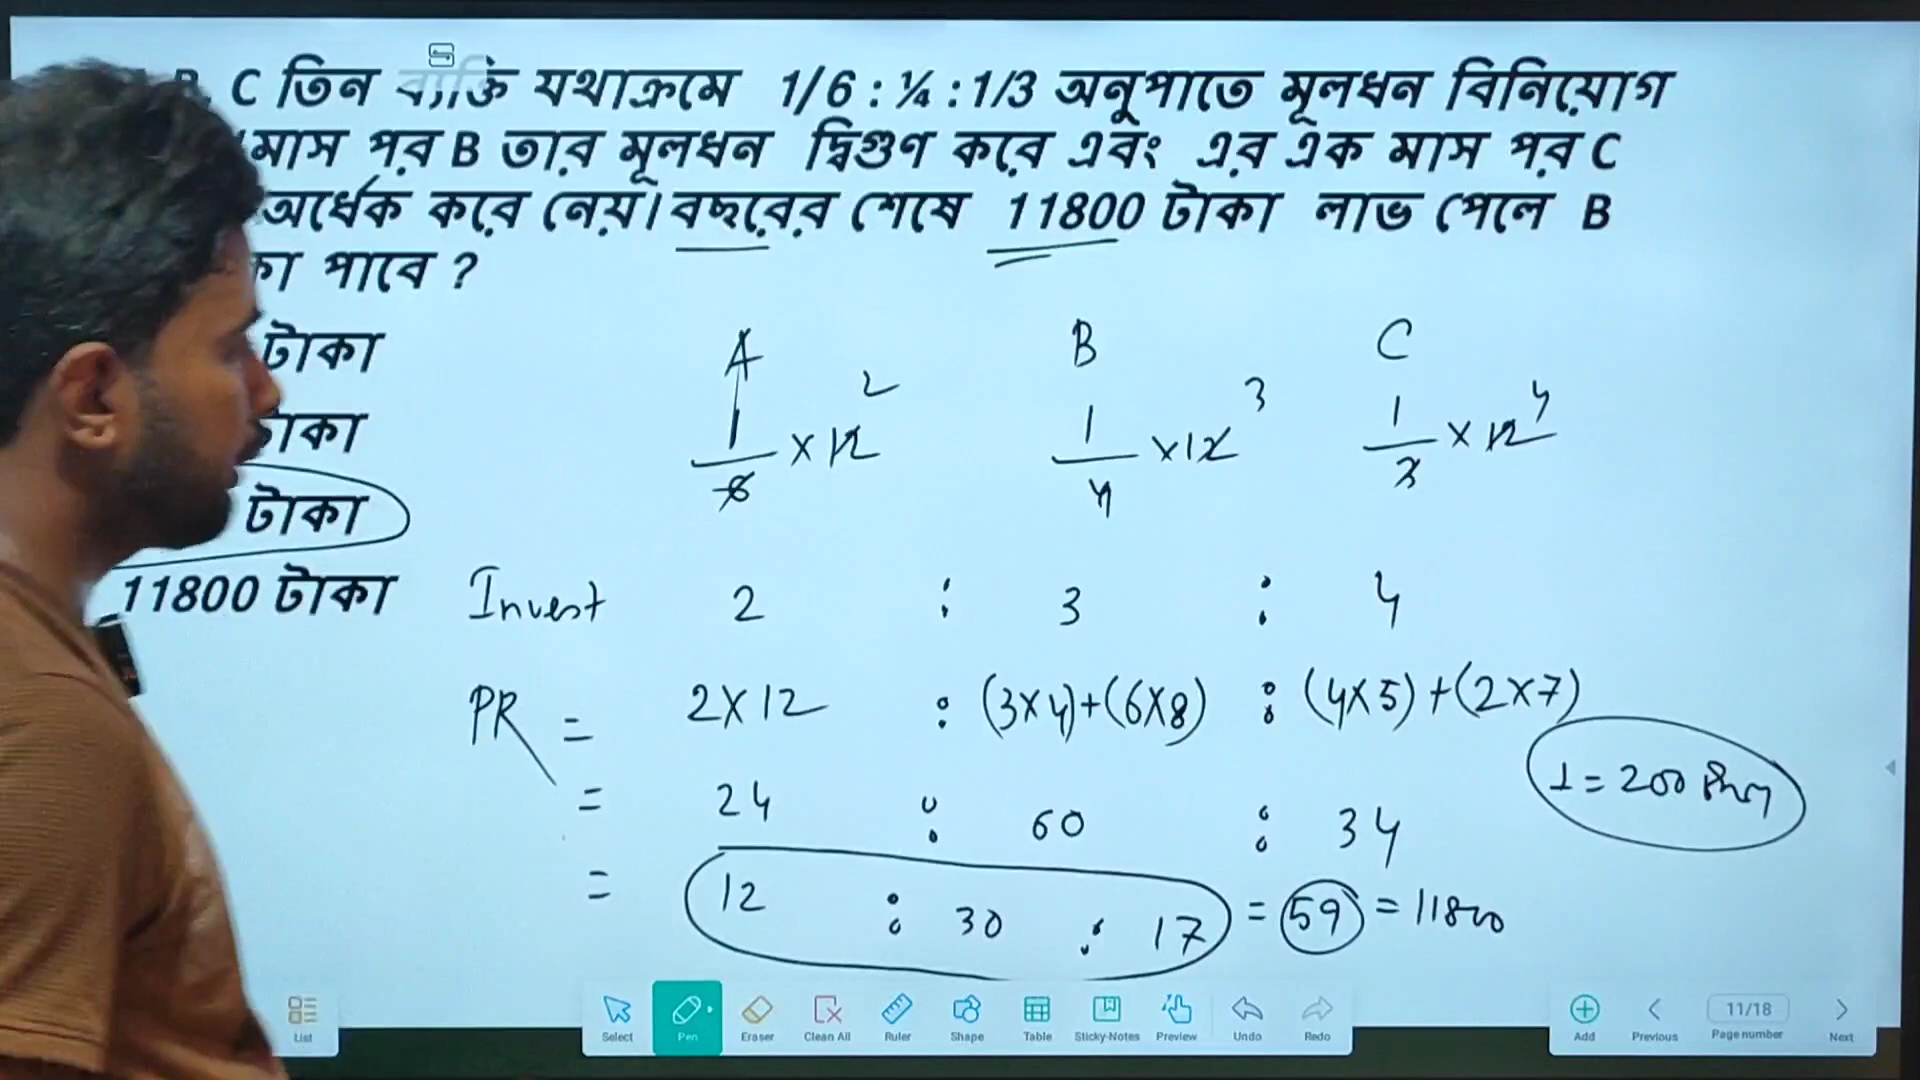 B, C তিন ব্যক্তি যথাক্রমে 1/6 : ¼ : 1/3 অনুপাতে মূলধন বিনিয়োগ
মাস পর B তার মূলধন দ্বিগুণ করে এবং এর এক মাস পর C
অর্ধেক করে নেয়। বছরের শেষে 11800 টাকা লাভ পেলে B
পাবে ?
টাকা
টাকা
টাকা
11800 টাকা
A B C
1/6 × 12 2 1/4 × 12 3 1/3 × 12 4
Invest 2 : 3 : 4
PR = 2×12 : (3×4)+(6×8) : (4×5)+(2×7)
= 24 : 60 : 34
1 = 200
= 12 : 30 : 17 = 59 = 11800
List Select Pen Eraser Clean All Ruler Shape Table Sticky-Notes Preview Undo Redo Add Previous 11/18 Page number Next